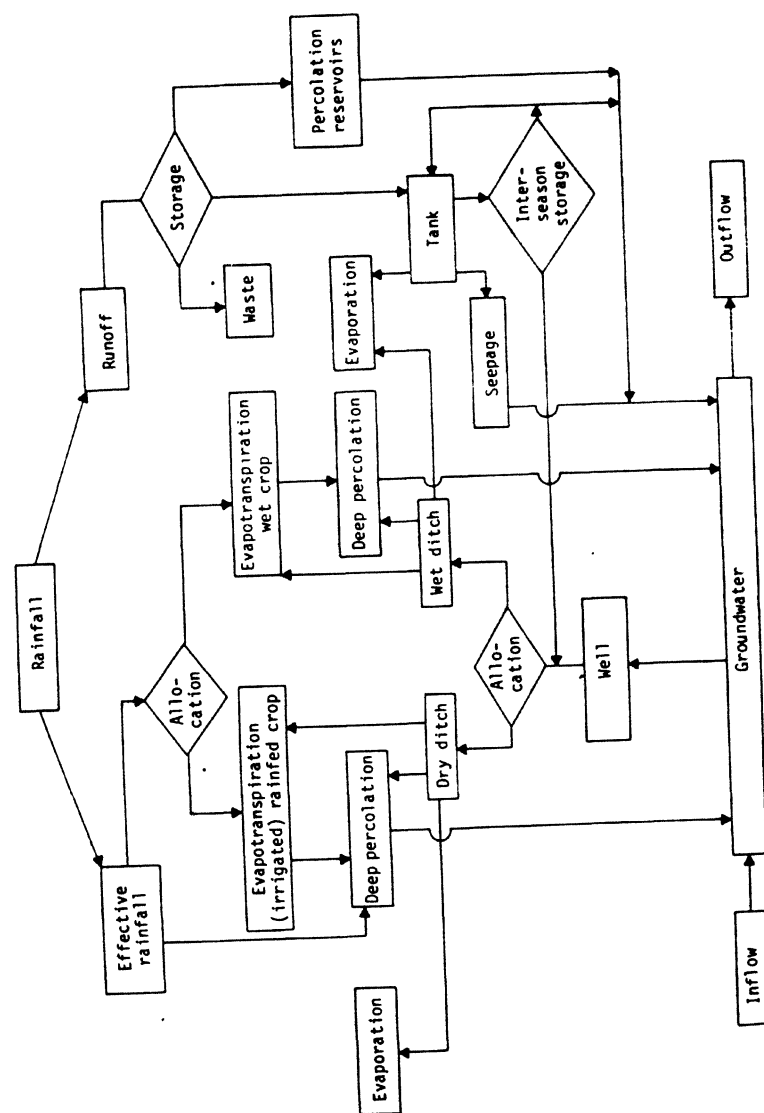 Rainfall
Effective
rainfall
Runoff
Allo-
cation
Storage
Evapotranspiration
(irrigated) rainfed crop
Evapotranspiration
wet crop
Waste
Percolation
reservoirs
Deep percolation
Deep percolation
Evaporation
Evaporation
Dry ditch
Wet ditch
Tank
Allo-
cation
Seepage
Inter-
season
storage
Well
Groundwater
Inflow
Outflow